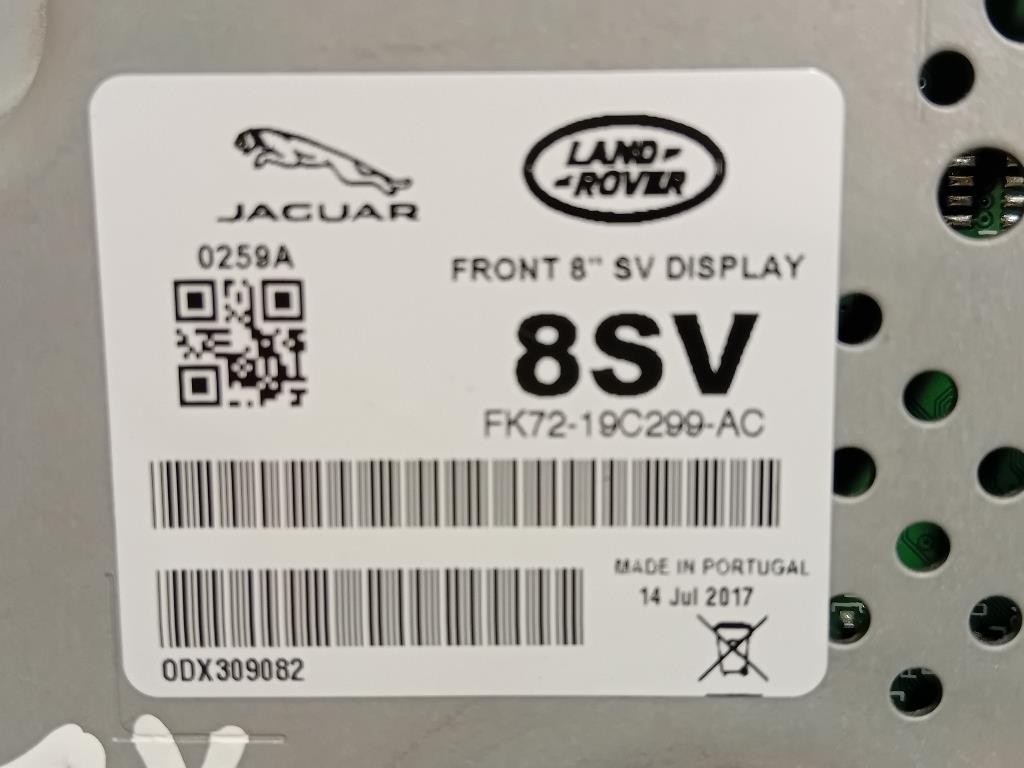 JAGUAR
LAND
ROVER
0259A
FRONT 8" SV DISPLAY
8SV
FK72-19C299-AC
MADE IN PORTUGAL
14 Jul 2017
0DX309082